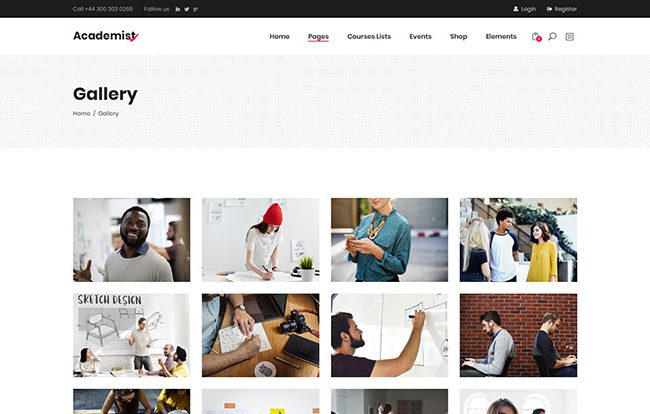 Call +44 300 303 0266 Follow us Login Register
Academist Home Pages Courses Lists Events Shop Elements
Gallery
Home / Gallery
SKETCH DESIGN